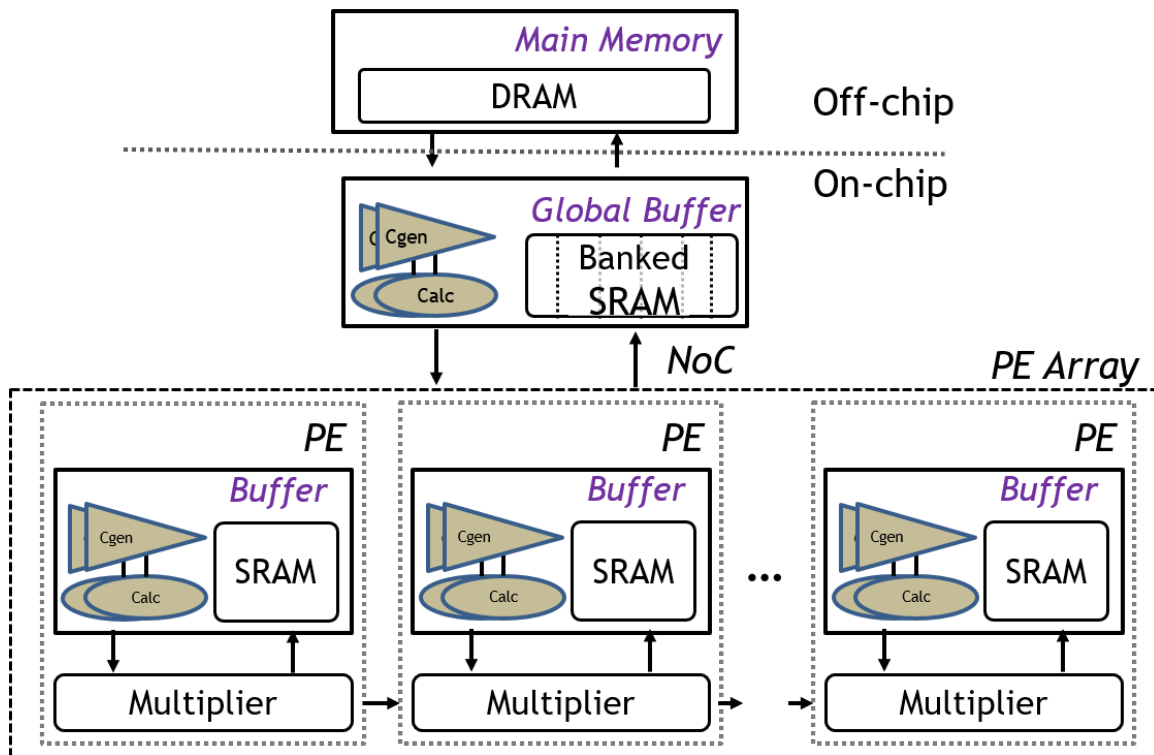 Main Memory
DRAM
Off-chip
On-chip
Global Buffer
Cgen
Calc
Banked
SRAM
NoC
PE Array
PE
Buffer
Cgen
Calc
SRAM
Multiplier
PE
Buffer
Cgen
Calc
SRAM
Multiplier
...
PE
Buffer
Cgen
Calc
SRAM
Multiplier